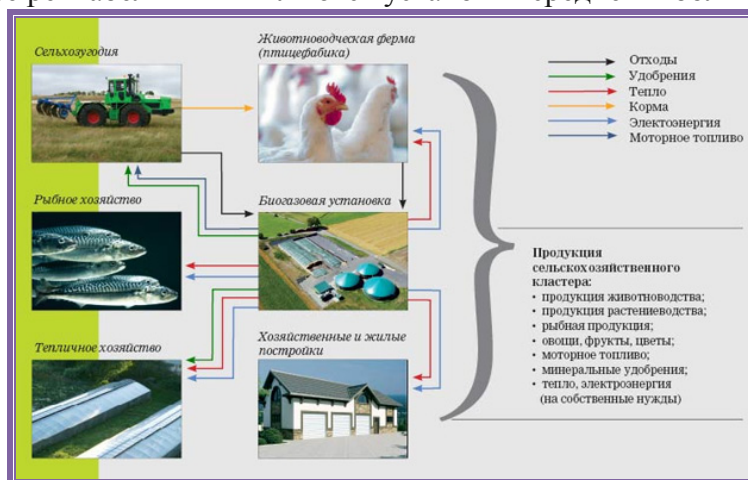 Сельхозугодия
Животноводческая ферма
(птицефабика)
Отходы
Удобрения
Тепло
Корма
Электоэнергия
Моторное топливо
Рыбное хозяйство
Биогазовая установка
Тепличное хозяйство
Хозяйственные и жилые
постройки
Продукция
сельскохозяйственного
кластера:
• продукция животноводства;
• продукция растениеводства;
• рыбная продукция;
• овощи, фрукты, цветы;
• моторное топливо;
• минеральные удобрения;
• тепло, электроэнергия
(на собственные нужды)